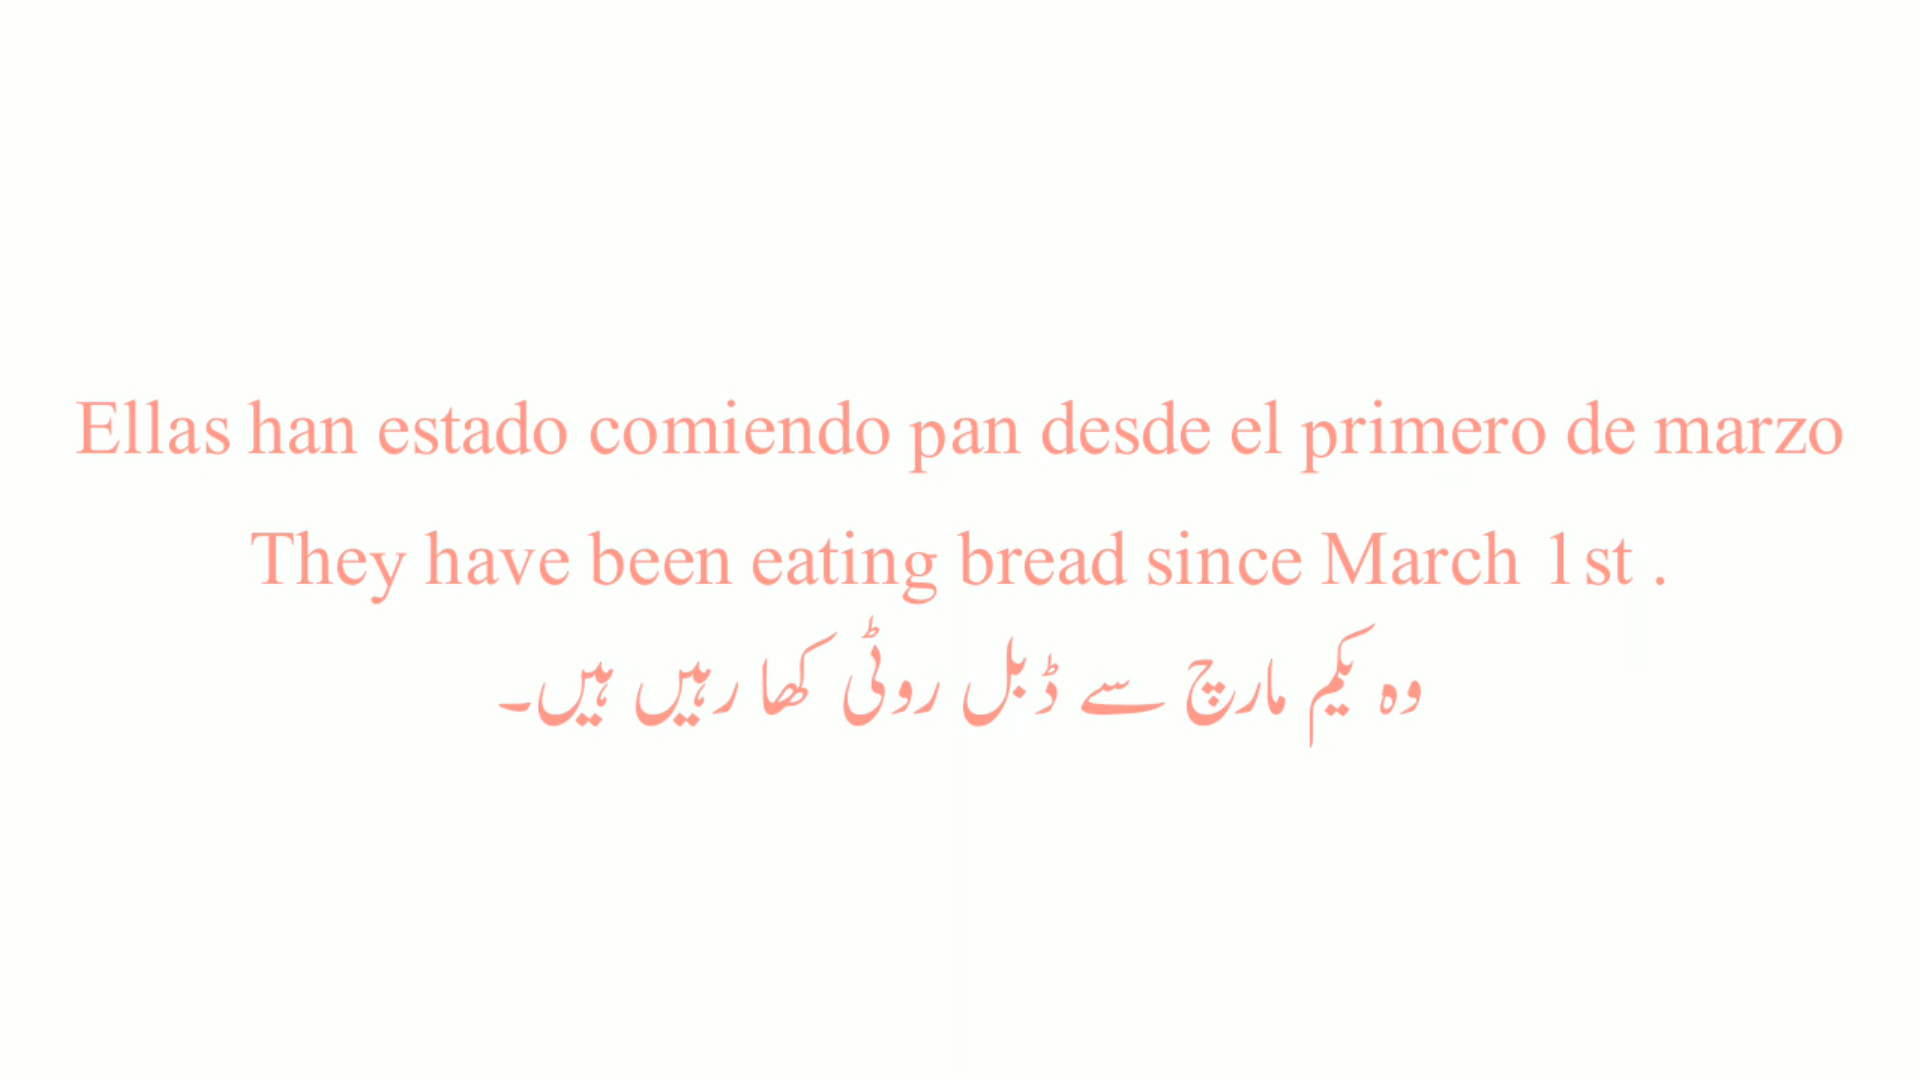 Ellas han estado comiendo pan desde el primero de marzo
They have been eating bread since March 1st .
وہ یکم مارچ سے ڈبل روٹی کھا رہیں ہیں۔